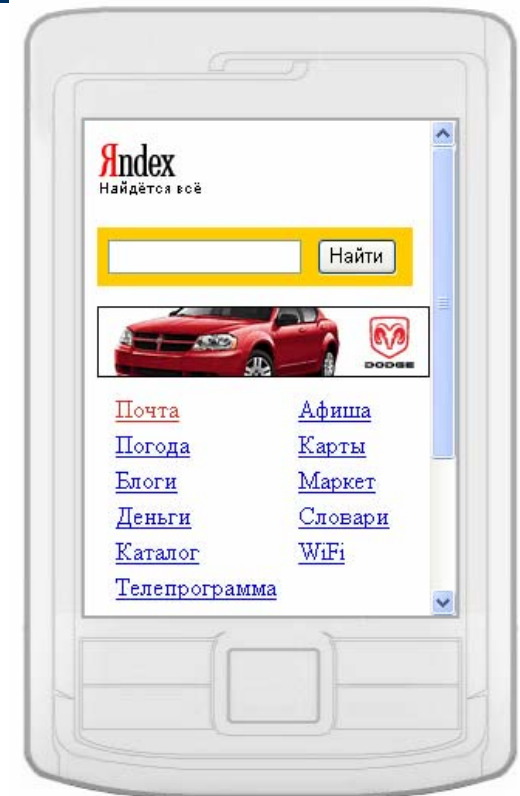 Яndex
Найдётся всё
Найти
DODGE
Почта Афиша
Погода Карты
Блоги Маркет
Деньги Словари
Каталог WiFi
Телепрограмма